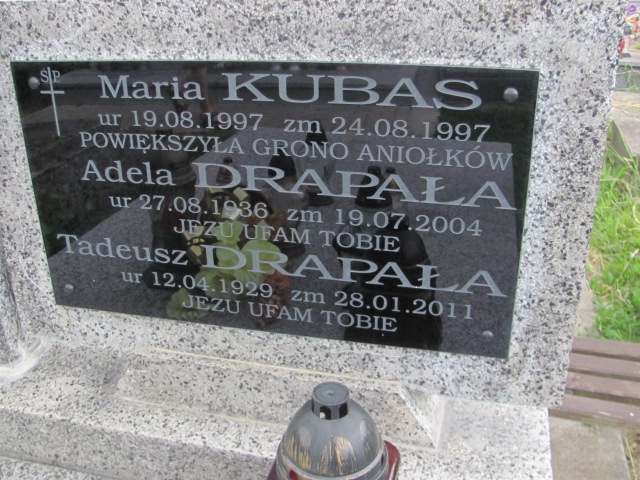 Ś P
Maria KUBAS
ur 19.08.1997 zm 24.08.1997
POWIĘKSZYŁA GRONO ANIOŁKÓW
Adela DRAPAŁA
ur 27.08.1936 zm 19.07.2004
JEZU UFAM TOBIE
Tadeusz DRAPAŁA
ur 12.04.1929 zm 28.01.2011
JEZU UFAM TOBIE